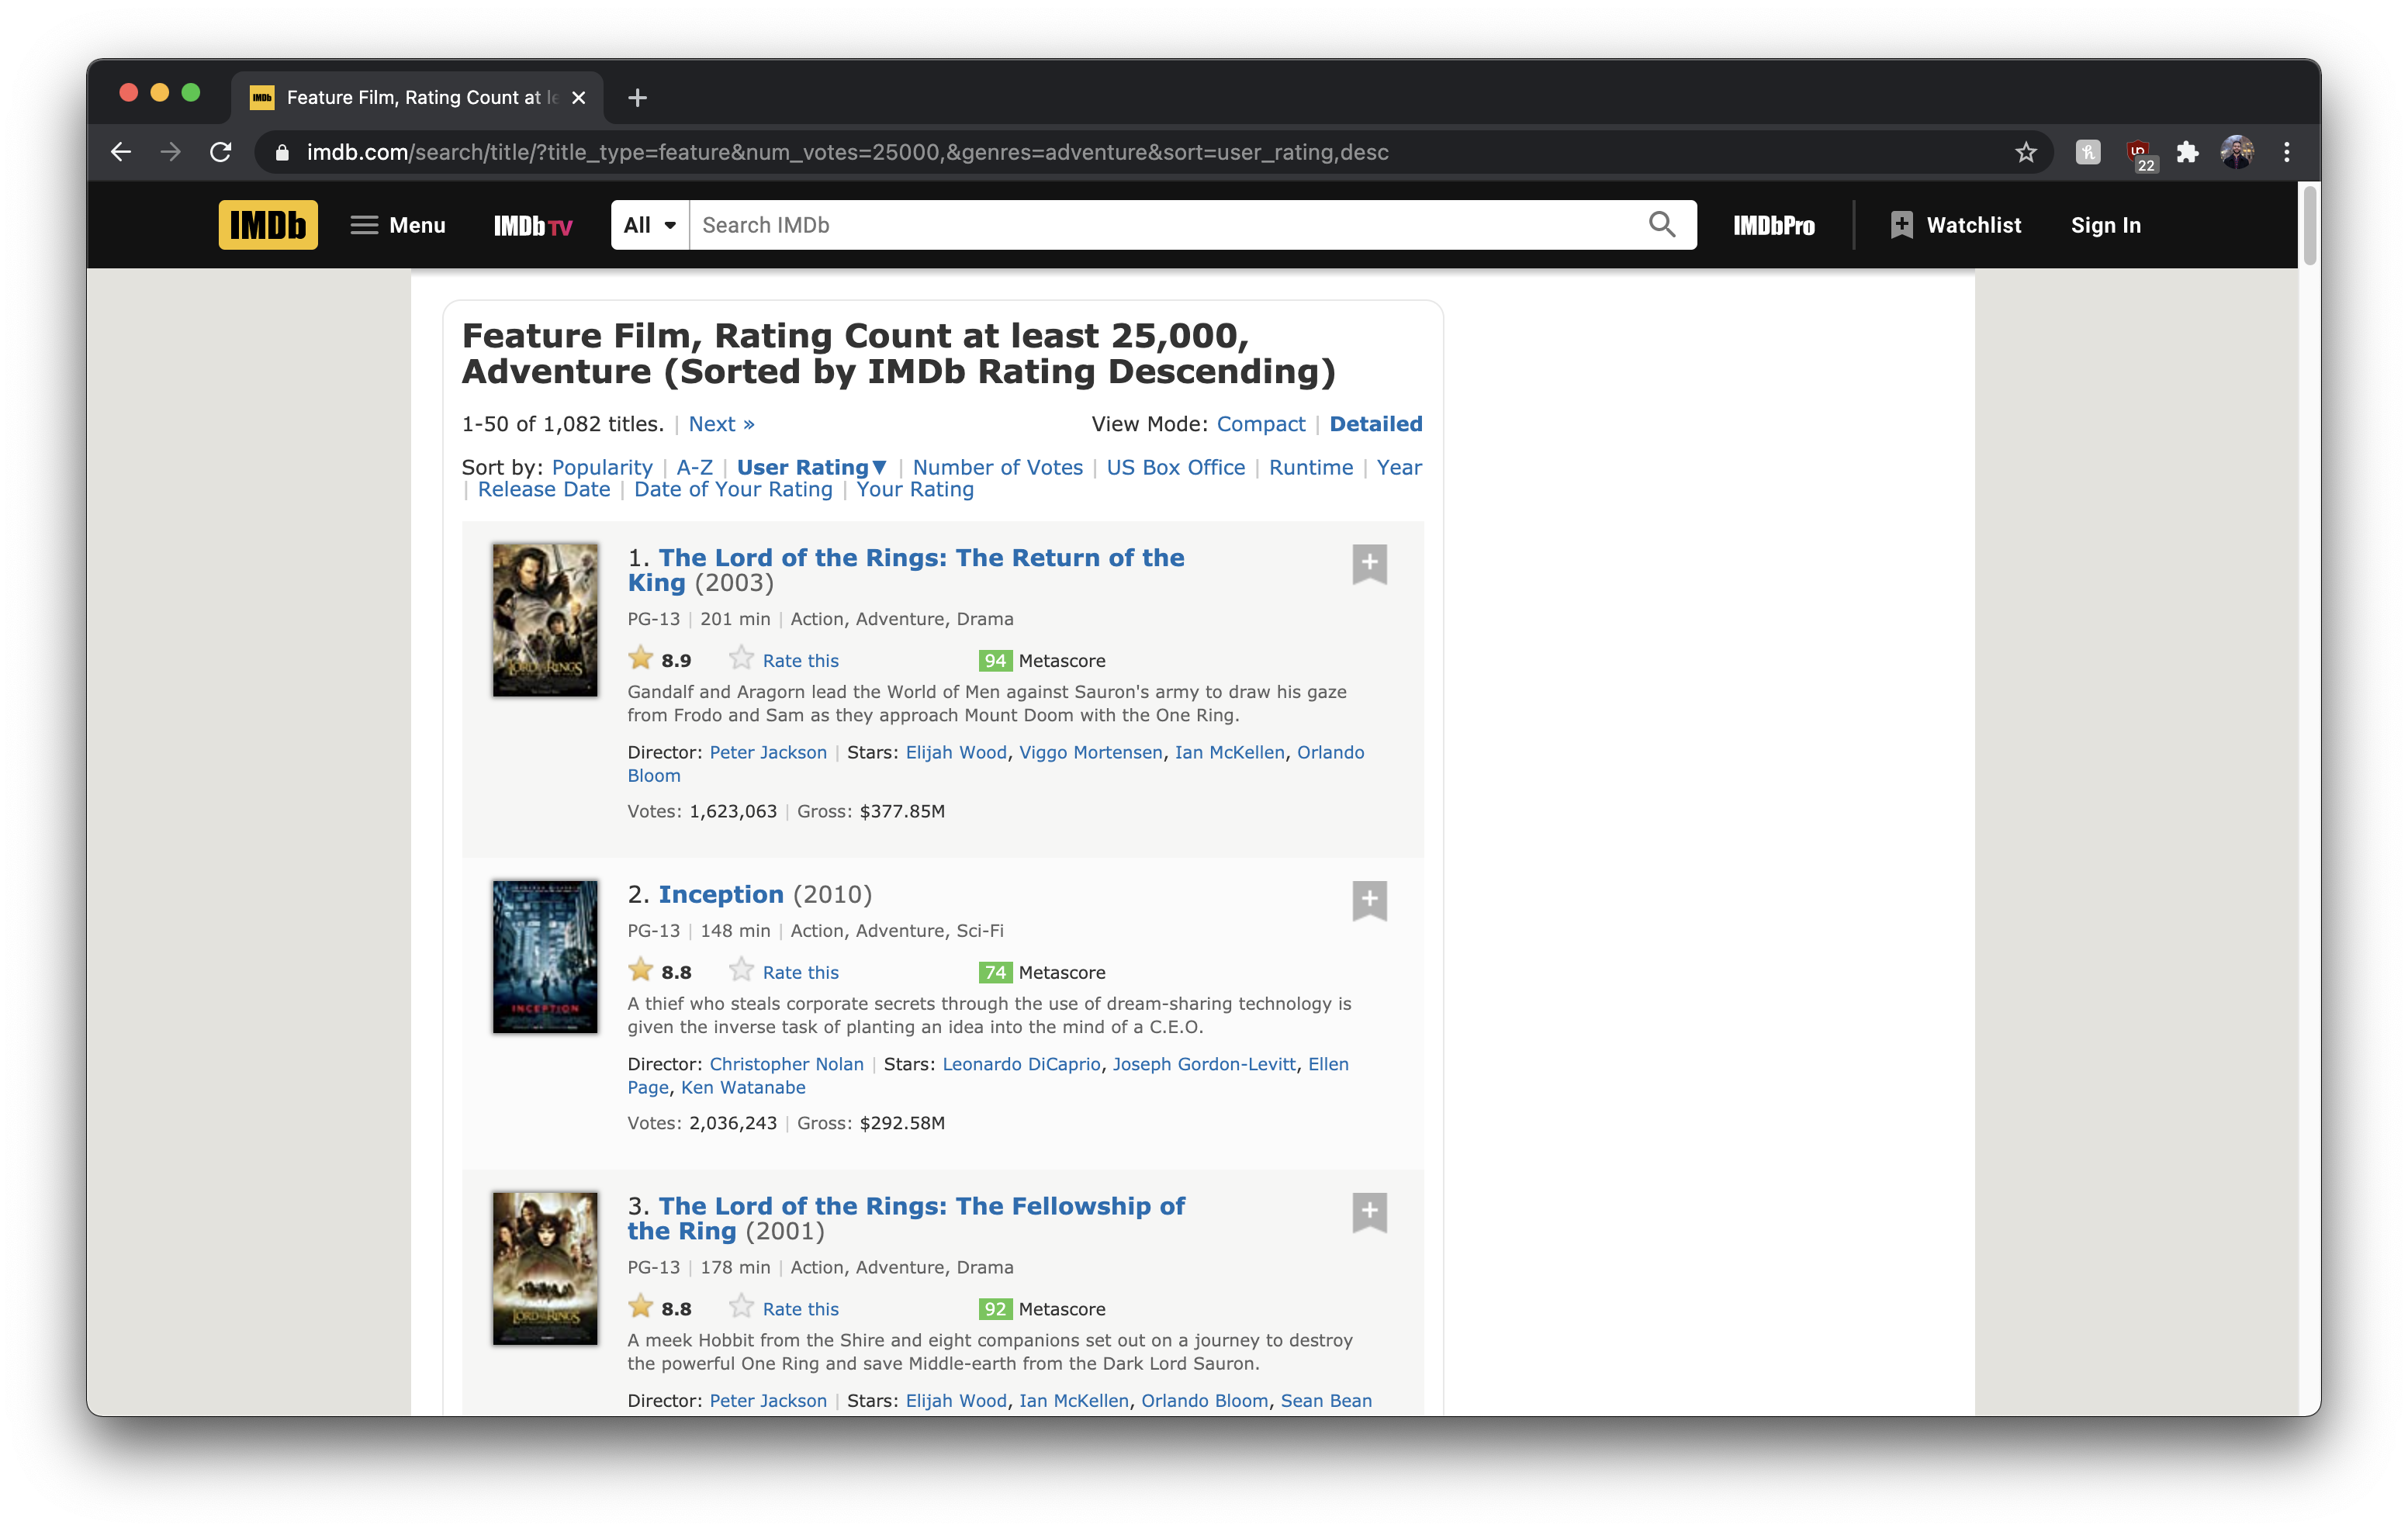 IMDb Feature Film, Rating Count at le
imdb.com/search/title/?title_type=feature&num_votes=25000,&genres=adventure&sort=user_rating,desc
22
IMDb Menu IMDbTV All Search IMDb IMDbPro Watchlist Sign In
Feature Film, Rating Count at least 25,000,
Adventure (Sorted by IMDb Rating Descending)
1-50 of 1,082 titles. | Next » View Mode: Compact | Detailed
Sort by: Popularity | A-Z | User Rating▼ | Number of Votes | US Box Office | Runtime | Year
| Release Date | Date of Your Rating | Your Rating
1. The Lord of the Rings: The Return of the
King (2003)
PG-13 | 201 min | Action, Adventure, Drama
8.9 Rate this 94 Metascore
Gandalf and Aragorn lead the World of Men against Sauron's army to draw his gaze
from Frodo and Sam as they approach Mount Doom with the One Ring.
Director: Peter Jackson | Stars: Elijah Wood, Viggo Mortensen, Ian McKellen, Orlando
Bloom
Votes: 1,623,063 | Gross: $377.85M
INCEPTION
2. Inception (2010)
PG-13 | 148 min | Action, Adventure, Sci-Fi
8.8 Rate this 74 Metascore
A thief who steals corporate secrets through the use of dream-sharing technology is
given the inverse task of planting an idea into the mind of a C.E.O.
Director: Christopher Nolan | Stars: Leonardo DiCaprio, Joseph Gordon-Levitt, Ellen
Page, Ken Watanabe
Votes: 2,036,243 | Gross: $292.58M
3. The Lord of the Rings: The Fellowship of
the Ring (2001)
PG-13 | 178 min | Action, Adventure, Drama
8.8 Rate this 92 Metascore
A meek Hobbit from the Shire and eight companions set out on a journey to destroy
the powerful One Ring and save Middle-earth from the Dark Lord Sauron.
Director: Peter Jackson | Stars: Elijah Wood, Ian McKellen, Orlando Bloom, Sean Bean